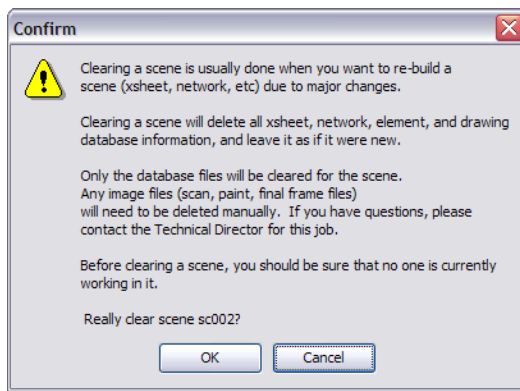 Confirm
Clearing a scene is usually done when you want to re-build a
scene (xsheet, network, etc) due to major changes.
Clearing a scene will delete all xsheet, network, element, and drawing
database information, and leave it as if it were new.
Only the database files will be cleared for the scene.
Any image files (scan, paint, final frame files)
will need to be deleted manually.  If you have questions, please
contact the Technical Director for this job.
Before clearing a scene, you should be sure that no one is currently
working in it.
Really clear scene sc002?
OK Cancel